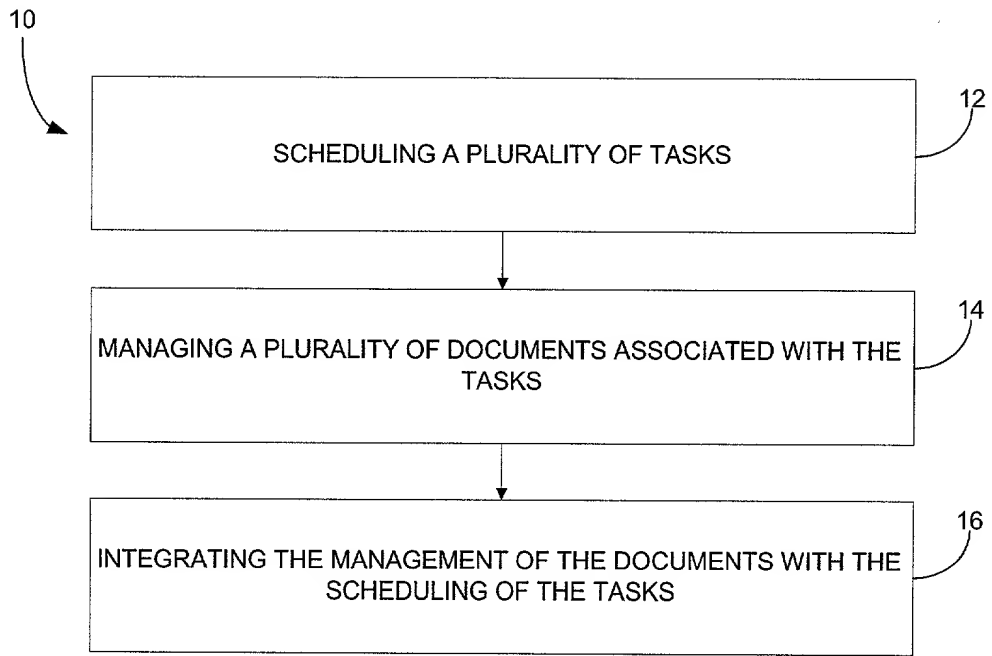 10
12
SCHEDULING A PLURALITY OF TASKS
14
MANAGING A PLURALITY OF DOCUMENTS ASSOCIATED WITH THE
TASKS
16
INTEGRATING THE MANAGEMENT OF THE DOCUMENTS WITH THE
SCHEDULING OF THE TASKS